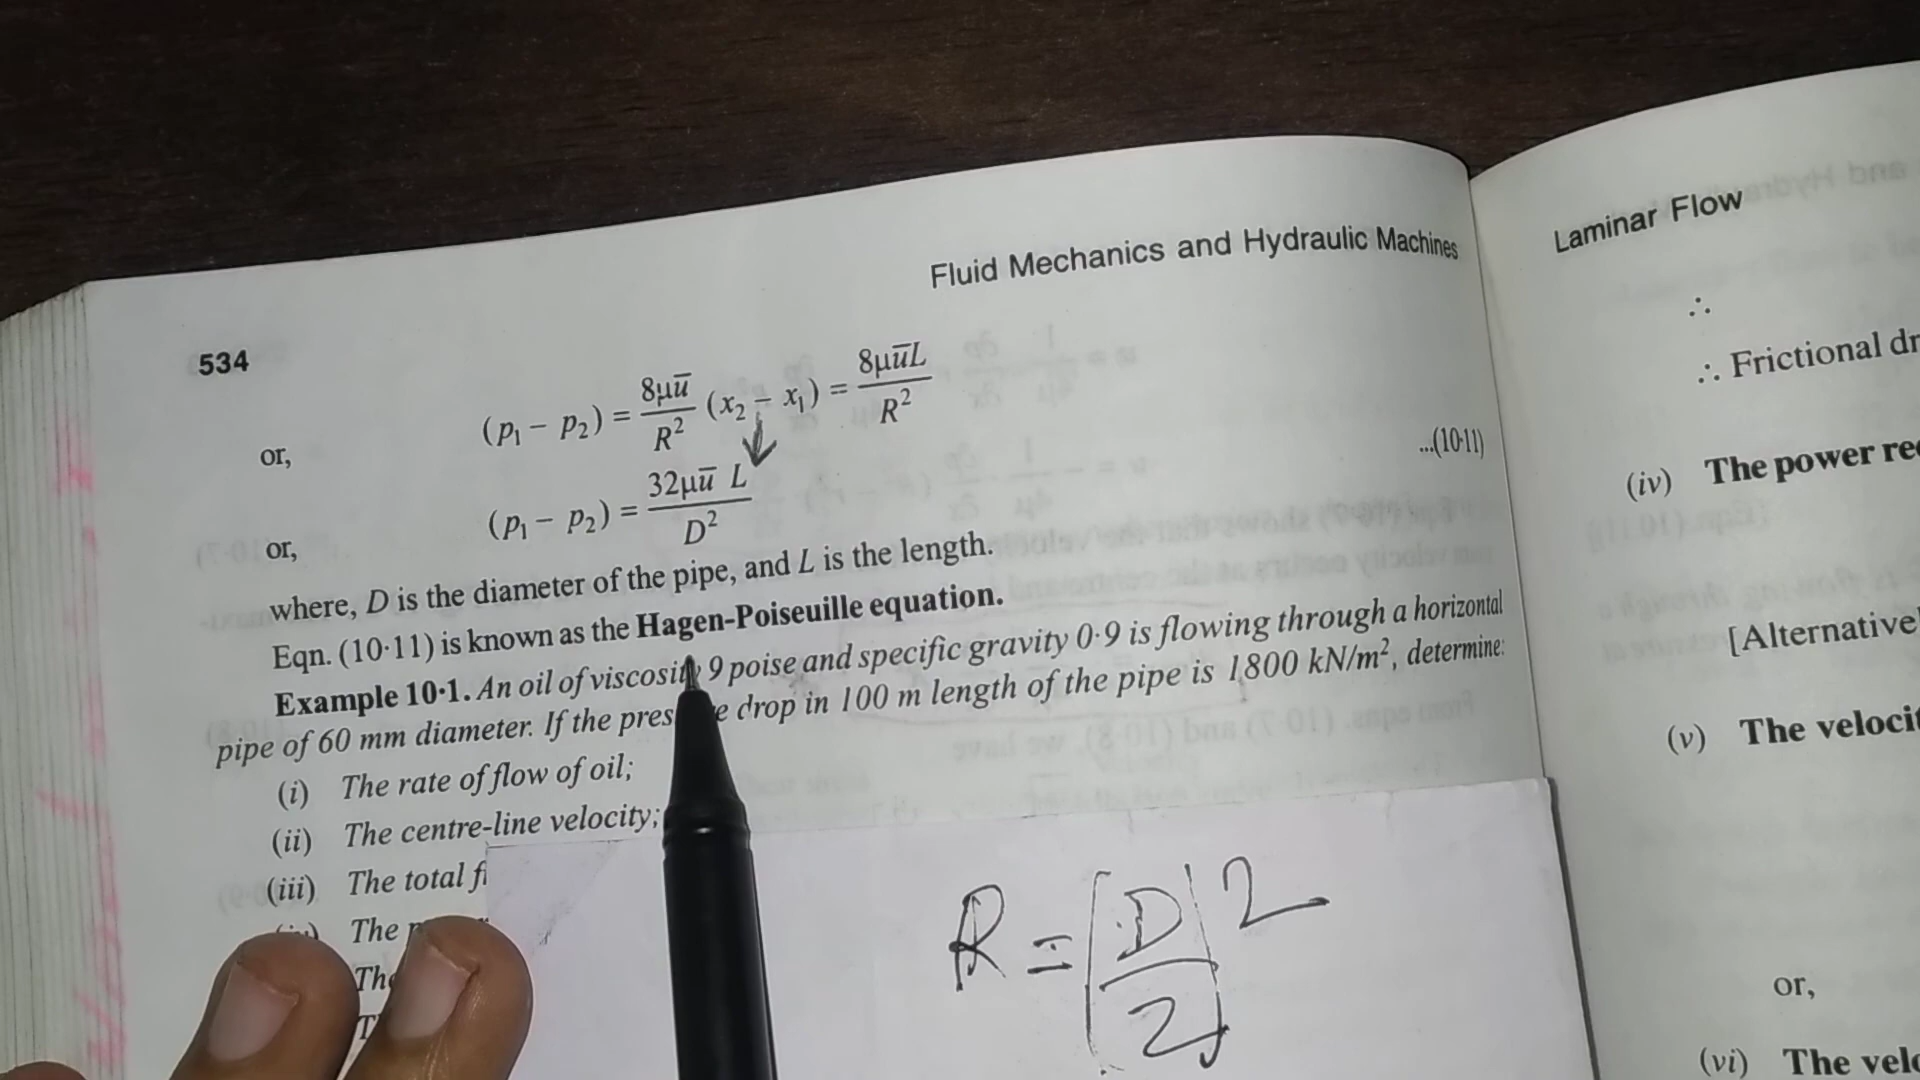 Fluid Mechanics and Hydraulic Machines
534
or, (p₁ − p₂) = 8μū/R² (x₂ − x₁) = 8μūL/R²
or, (p₁ − p₂) = 32μū L/D² ...(10·11)
where, D is the diameter of the pipe, and L is the length.
Eqn. (10·11) is known as the Hagen-Poiseuille equation.
Example 10·1. An oil of viscosity 9 poise and specific gravity 0·9 is flowing through a horizontal
pipe of 60 mm diameter. If the drop in 100 m length of the pipe is 1800 kN/m², determine:
(i) The rate of flow of oil;
(ii) The centre-line velocity;
(iii) The total
The
R = (D/2)²
Laminar Flow
∴
∴ Frictional
(iv) The power
[Alternative
(v) The
or,
(vi) The